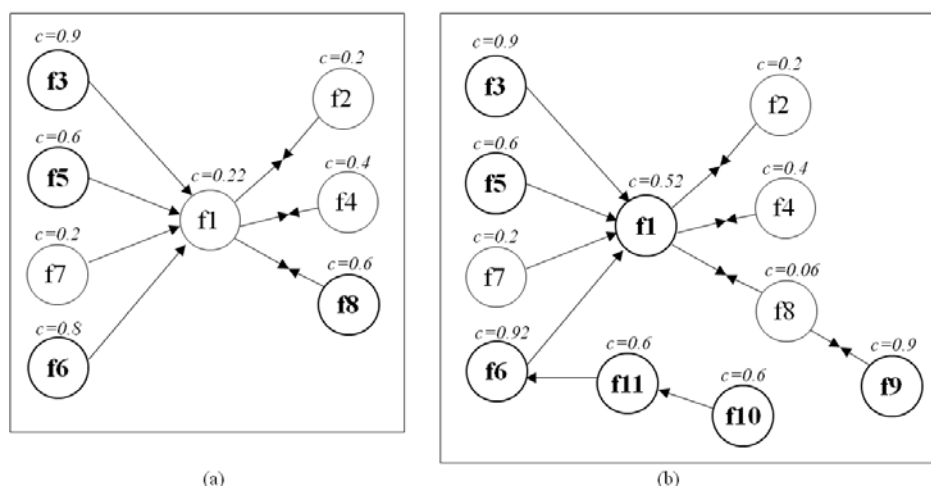 c=0.9
f3
c=0.2
f2
c=0.6
f5
c=0.22
f1
c=0.4
f4
c=0.2
f7
c=0.6
f8
c=0.8
f6
(a)
c=0.9
f3
c=0.2
f2
c=0.6
f5
c=0.52
f1
c=0.4
f4
c=0.2
f7
c=0.06
f8
c=0.92
f6
c=0.6
f11
c=0.6
f10
c=0.9
f9
(b)